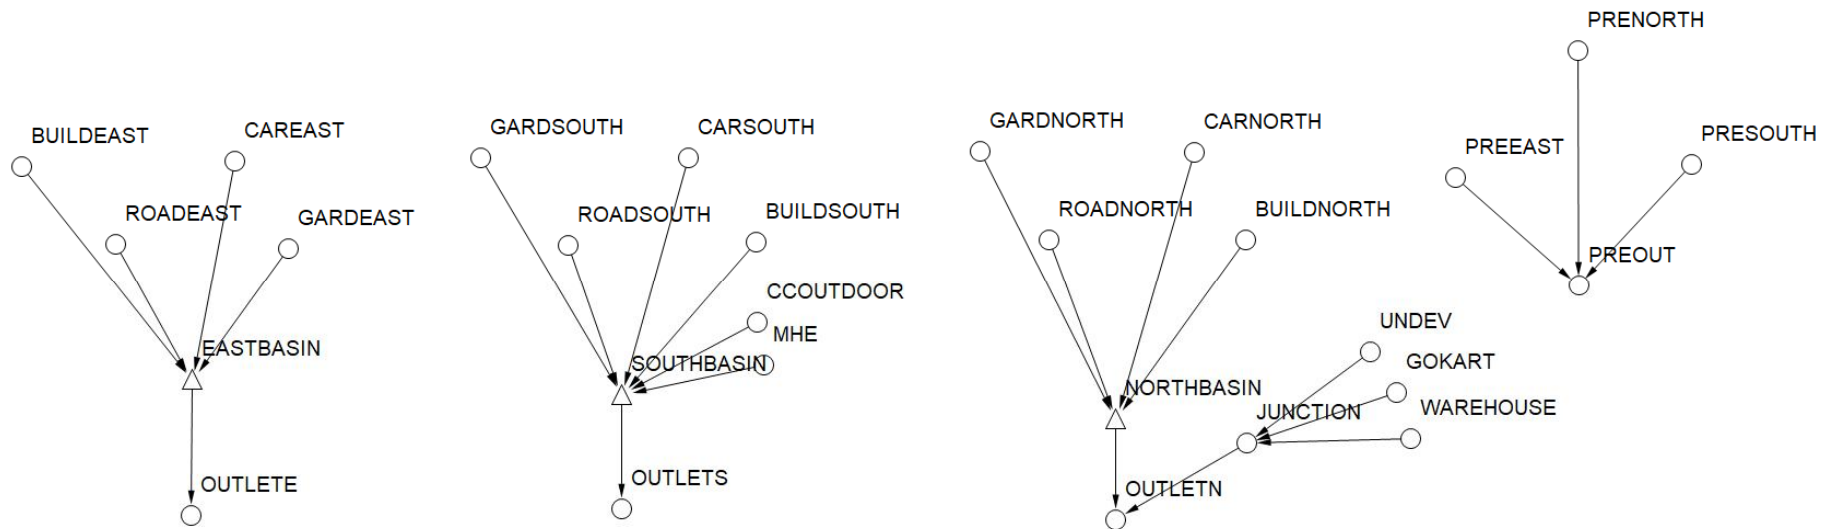 BUILDEAST
CAREAST
ROADEAST
GARDEAST
EASTBASIN
OUTLETE
GARDSOUTH
CARSOUTH
ROADSOUTH
BUILDSOUTH
CCOUTDOOR
MHE
SOUTHBASIN
OUTLETS
GARDNORTH
CARNORTH
ROADNORTH
BUILDNORTH
NORTHBASIN
UNDEV
GOKART
WAREHOUSE
JUNCTION
OUTLETN
PRENORTH
PREEAST
PRESOUTH
PREOUT